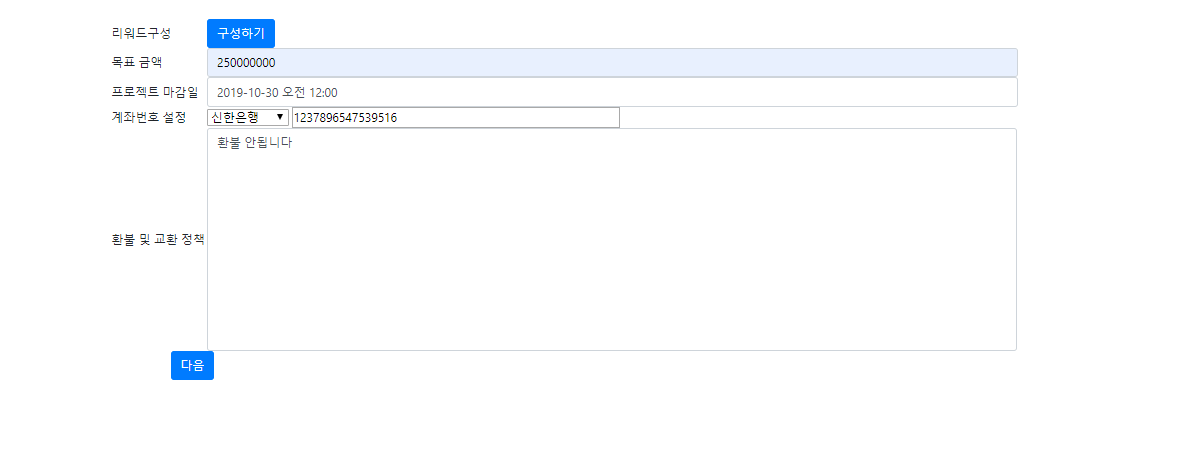 리워드구성 구성하기
목표 금액 250000000
프로젝트 마감일 2019-10-30 오전 12:00
계좌번호 설정 신한은행 1237896547539516
환불 안됩니다
환불 및 교환 정책
다음